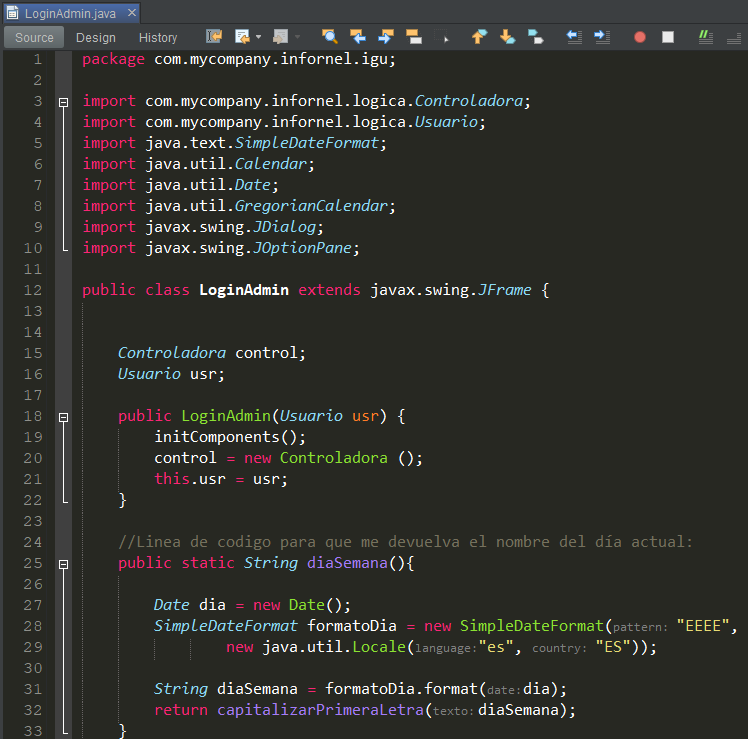 LoginAdmin.java
Source Design History
1 package com.mycompany.infornel.igu;
2
3 import com.mycompany.infornel.logica.Controladora;
4 import com.mycompany.infornel.logica.Usuario;
5 import java.text.SimpleDateFormat;
6 import java.util.Calendar;
7 import java.util.Date;
8 import java.util.GregorianCalendar;
9 import javax.swing.JDialog;
10 import javax.swing.JOptionPane;
11
12 public class LoginAdmin extends javax.swing.JFrame {
13
14
15     Controladora control;
16     Usuario usr;
17
18     public LoginAdmin(Usuario usr) {
19         initComponents();
20         control = new Controladora ();
21         this.usr = usr;
22     }
23
24     //Linea de codigo para que me devuelva el nombre del día actual:
25     public static String diaSemana(){
26
27         Date dia = new Date();
28         SimpleDateFormat formatoDia = new SimpleDateFormat(pattern: "EEEE",
29                 new java.util.Locale(language:"es", country: "ES"));
30
31         String diaSemana = formatoDia.format(date:dia);
32         return capitalizarPrimeraLetra(texto:diaSemana);
33     }